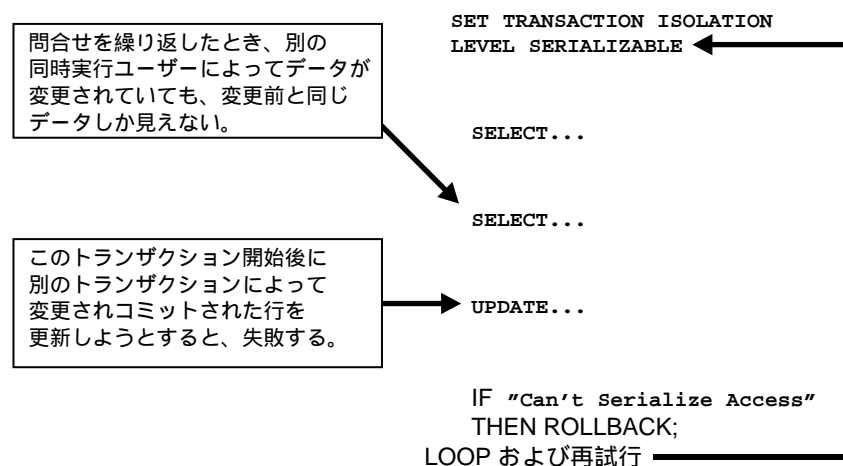 SET TRANSACTION ISOLATION
LEVEL SERIALIZABLE
問合せを繰り返したとき、別の
同時実行ユーザーによってデータが
変更されていても、変更前と同じ
データしか見えない。
SELECT...
SELECT...
このトランザクション開始後に
別のトランザクションによって
変更されコミットされた行を
更新しようとすると、失敗する。
UPDATE...
IF "Can't Serialize Access"
THEN ROLLBACK;
LOOP および再試行